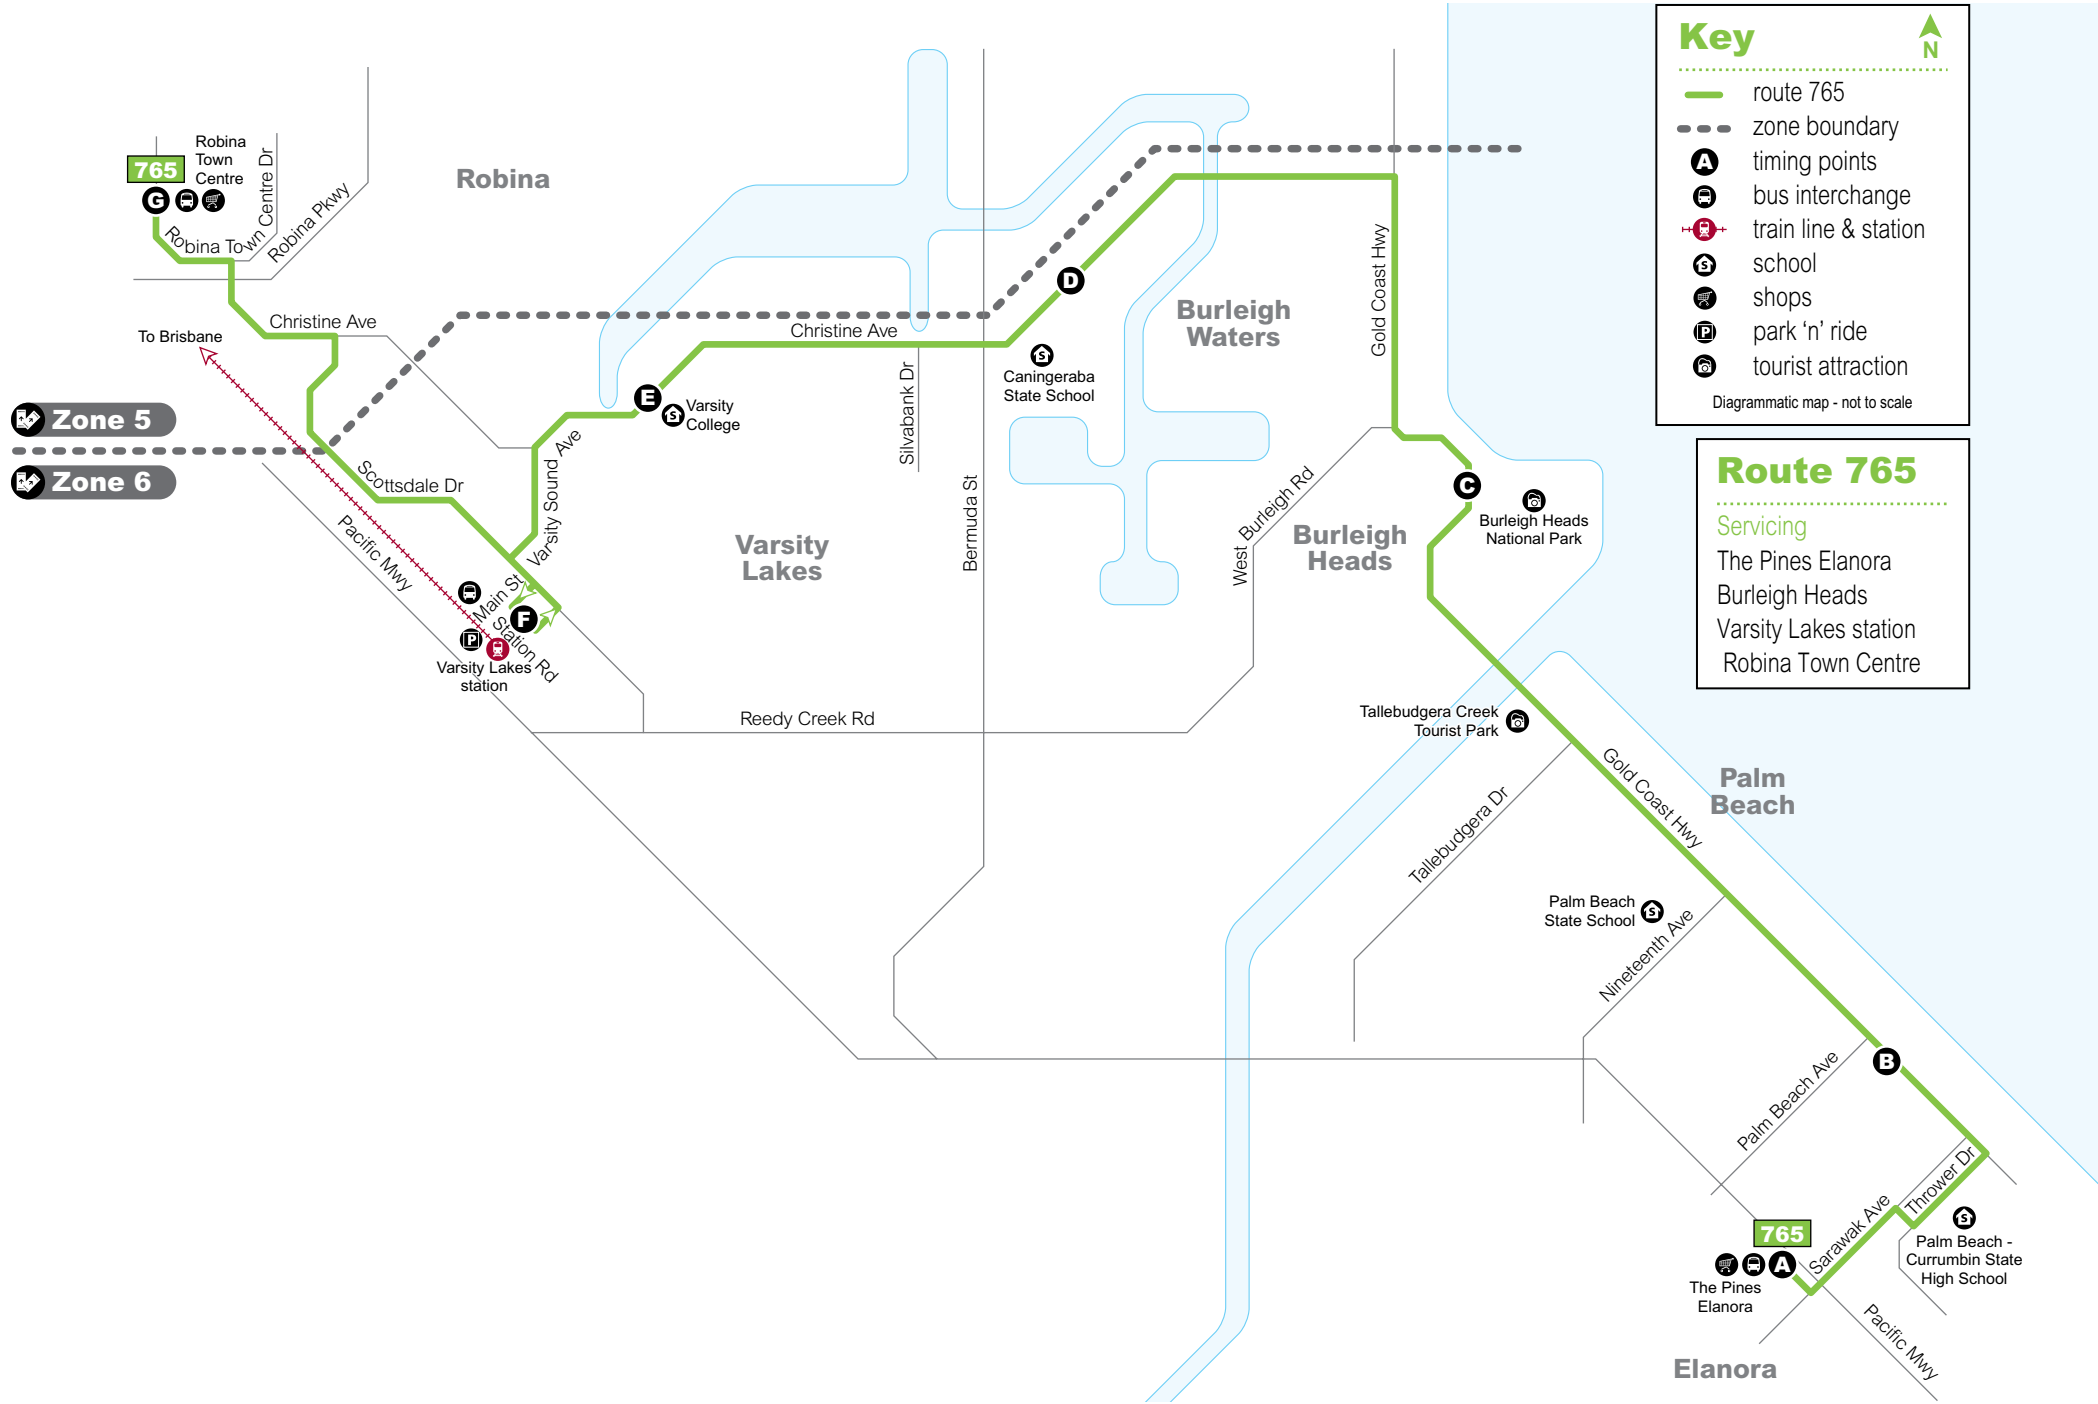 Key
N
route 765
zone boundary
A
timing points
bus interchange
train line & station
S
school
shops
P
park ‘n’ ride
tourist attraction
Diagrammatic map - not to scale
Route 765
Servicing
The Pines Elanora
Burleigh Heads
Varsity Lakes station
Robina Town Centre
765
G
Robina
Town
Centre
Robina Town Centre Dr
Robina Pkwy
Robina
Christine Ave
To Brisbane
Zone 5
Zone 6
Scottsdale Dr
Pacific Mwy
Varsity Sound Ave
Main St
Station Rd
F
P
Varsity Lakes
station
E
S
Varsity
College
Christine Ave
Silvabank Dr
Bermuda St
Varsity
Lakes
Reedy Creek Rd
D
S
Caningeraba
State School
Burleigh
Waters
Gold Coast Hwy
West Burleigh Rd
Burleigh
Heads
C
Burleigh Heads
National Park
Tallebudgera Creek
Tourist Park
Tallebudgera Dr
Gold Coast Hwy
Palm
Beach
Palm Beach
State School
S
Nineteenth Ave
B
Palm Beach Ave
Thrower Dr
Sarawak Ave
S
Palm Beach -
Currumbin State
High School
765
A
The Pines
Elanora
Pacific Mwy
Elanora